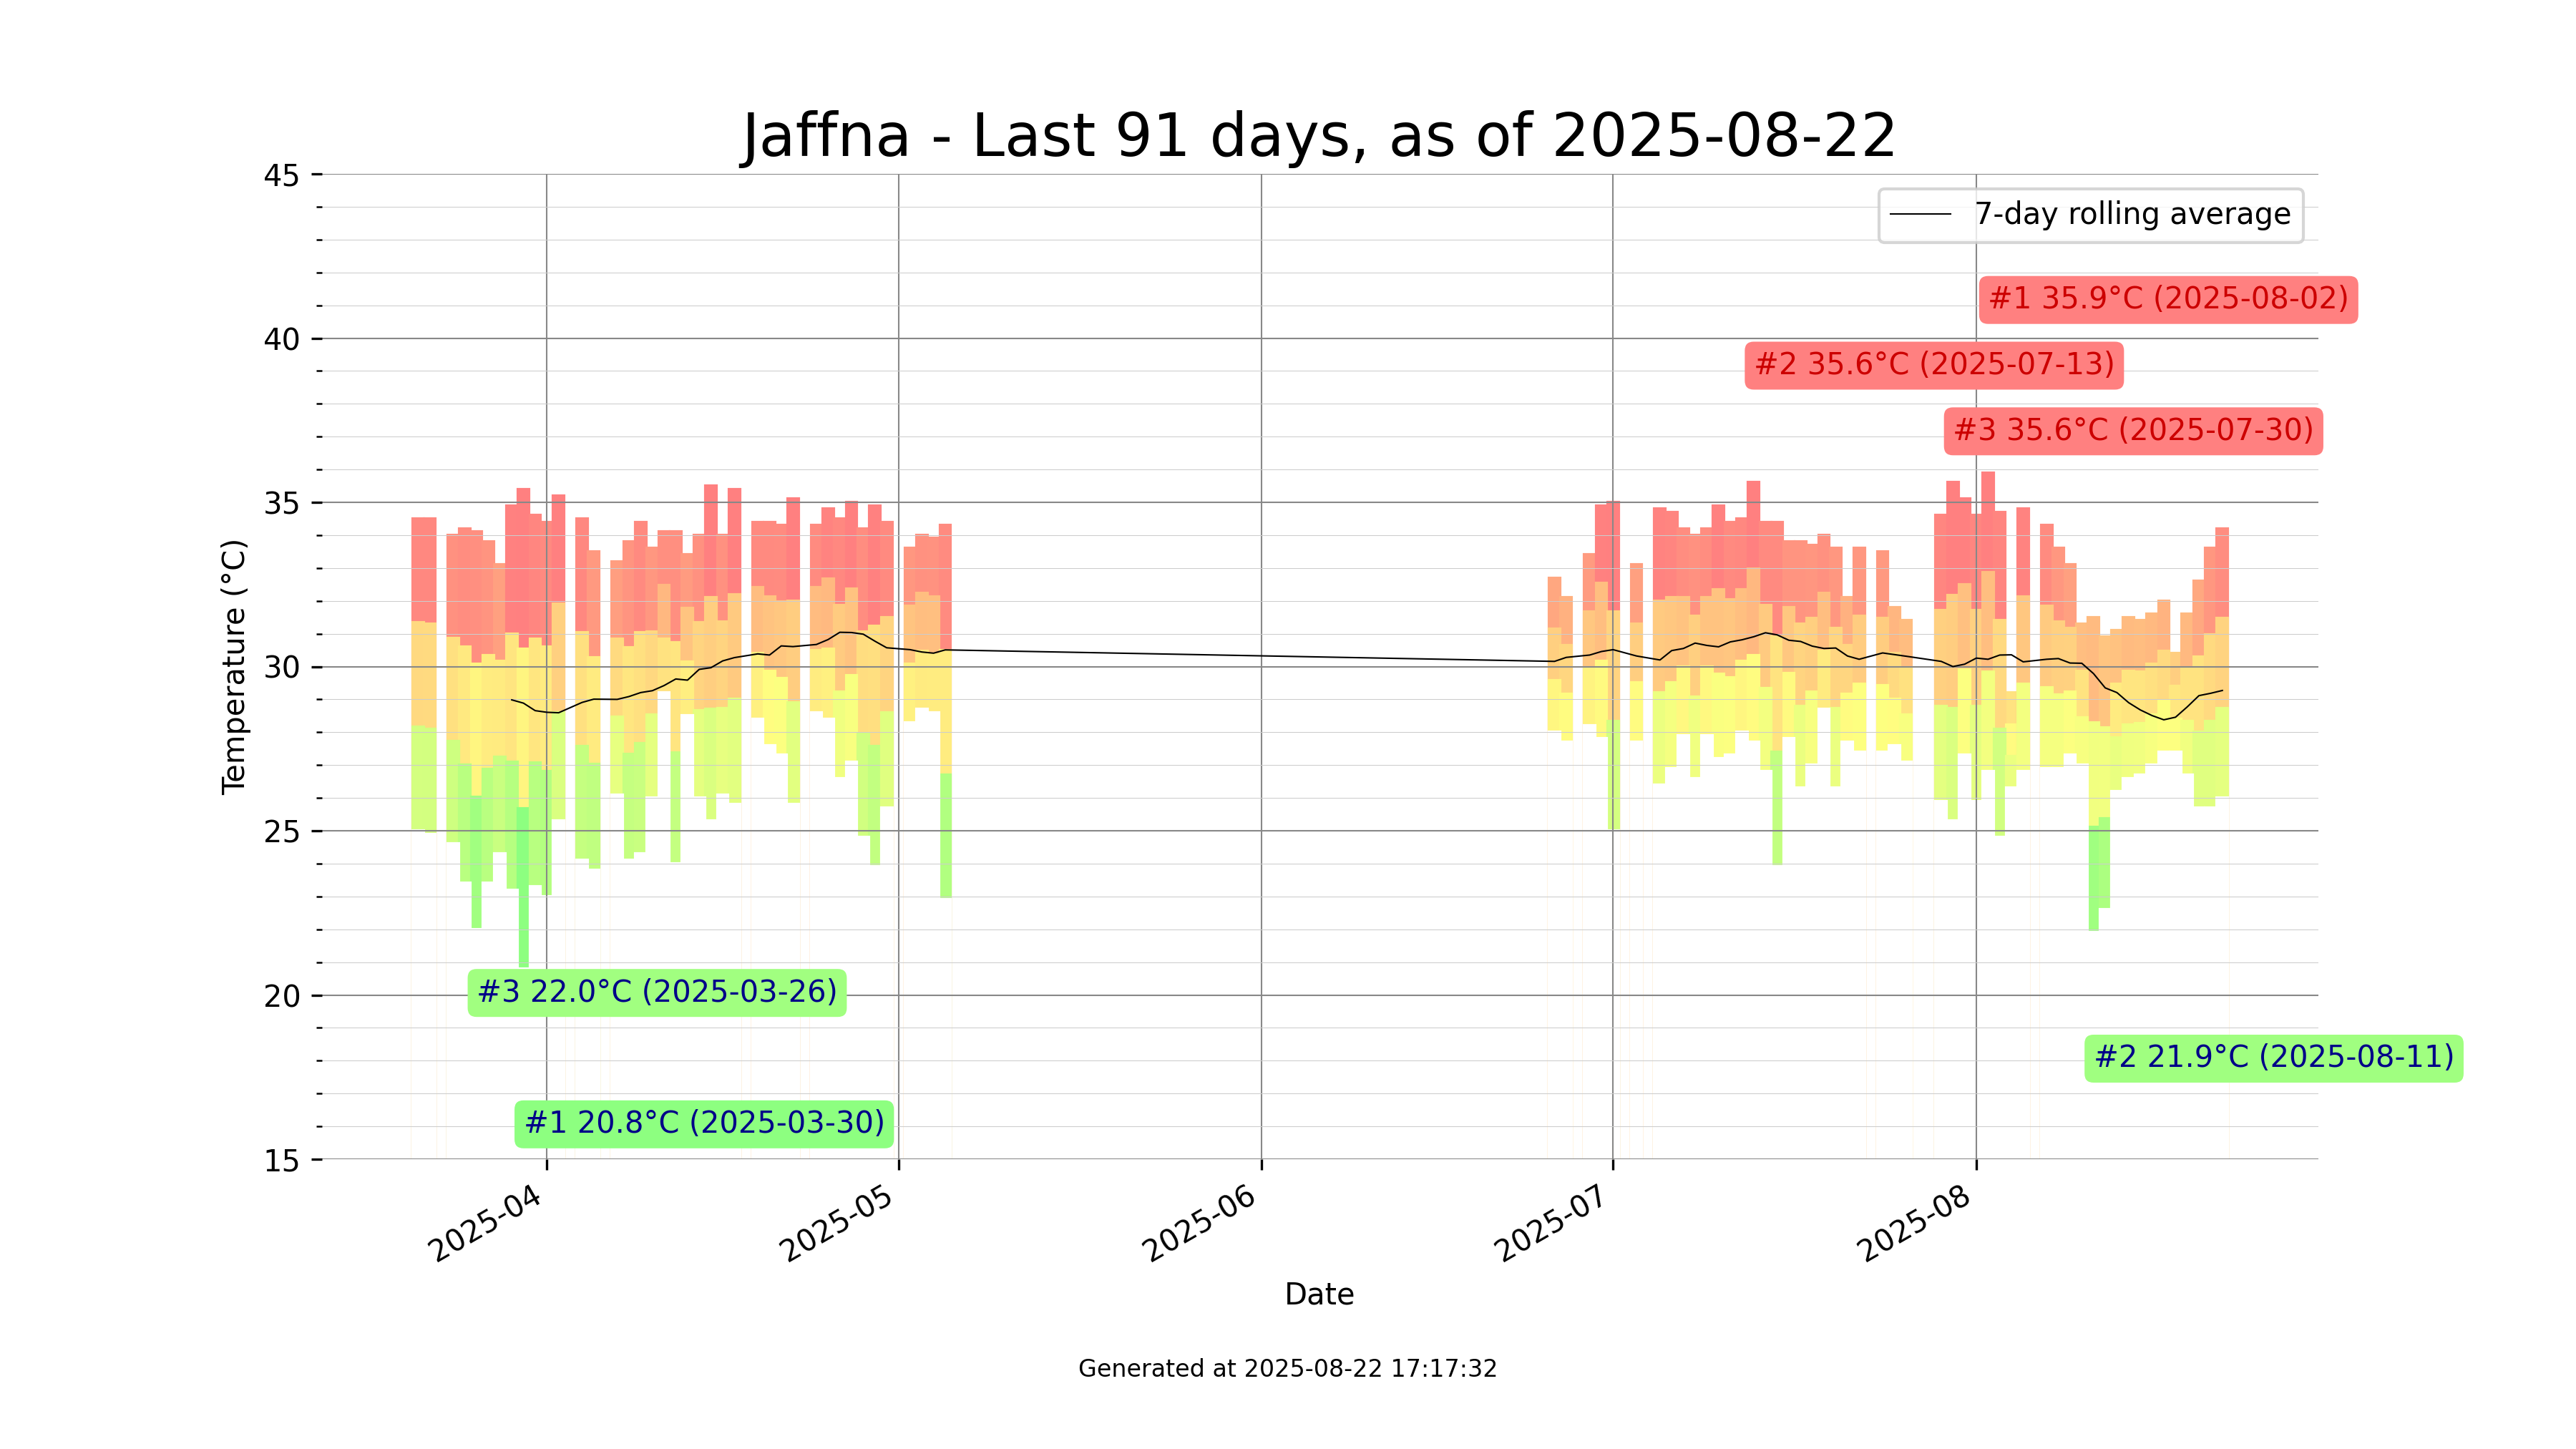 Jaffna - Last 91 days, as of 2025-08-22
45
7-day rolling average
#1 35.9°C (2025-08-02)
40
#2 35.6°C (2025-07-13)
#3 35.6°C (2025-07-30)
35
Temperature (°C)
30
25
20
#3 22.0°C (2025-03-26)
#2 21.9°C (2025-08-11)
#1 20.8°C (2025-03-30)
15
2025-04
2025-05
2025-06
2025-07
2025-08
Date
Generated at 2025-08-22 17:17:32